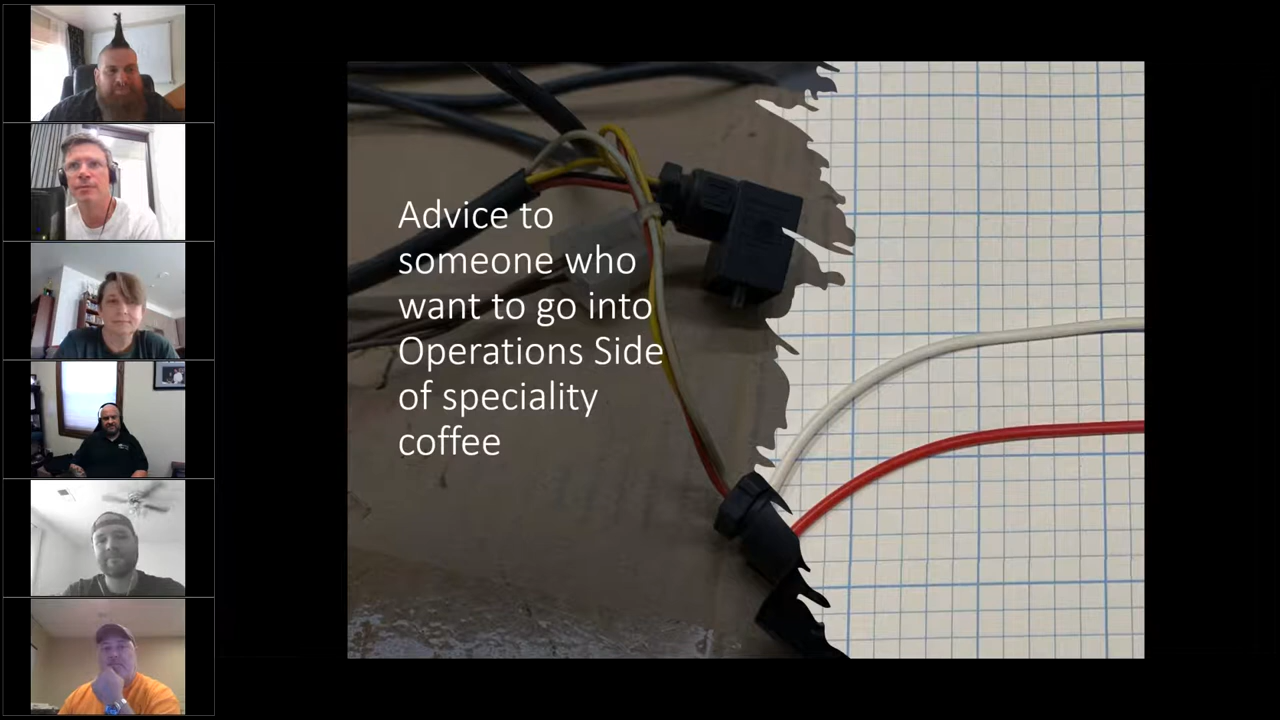 Advice to
someone who
want to go into
Operations Side
of speciality
coffee